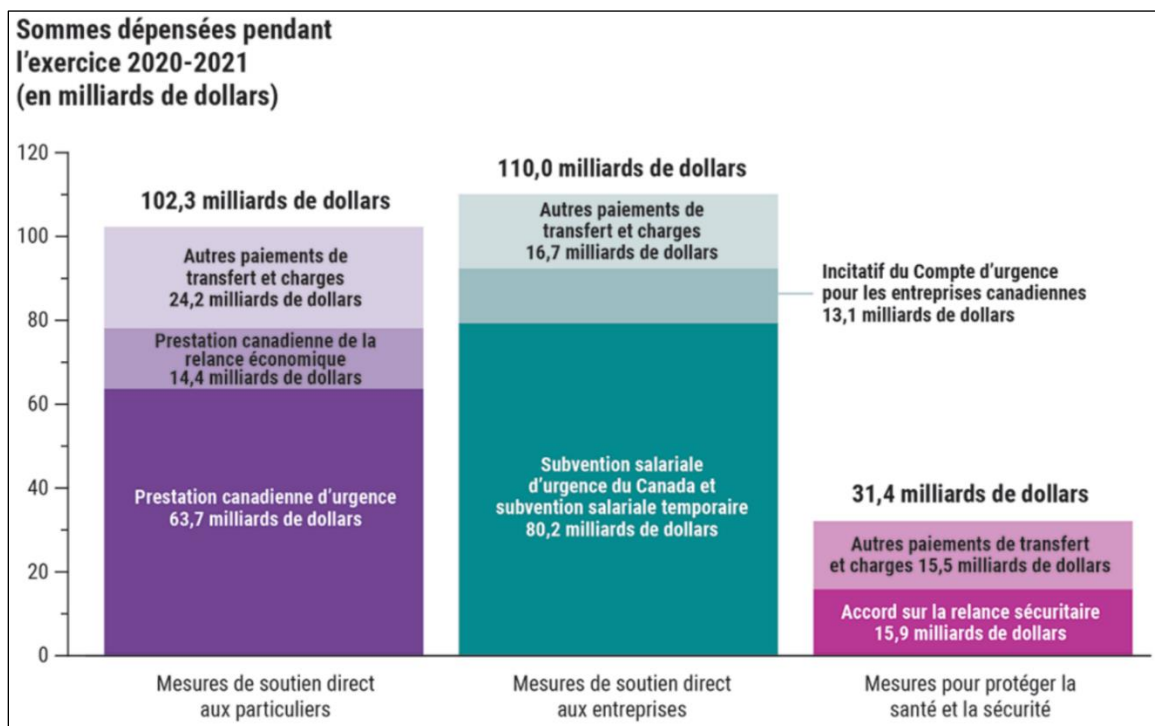 Sommes dépensées pendant
l’exercice 2020-2021
(en milliards de dollars)
120
100
80
60
40
20
0
102,3 milliards de dollars
Autres paiements de
transfert et charges
24,2 milliards de dollars
Prestation canadienne de la
relance économique
14,4 milliards de dollars
Prestation canadienne d’urgence
63,7 milliards de dollars
Mesures de soutien direct
aux particuliers
110,0 milliards de dollars
Autres paiements de
transfert et charges
16,7 milliards de dollars
Incitatif du Compte d’urgence
pour les entreprises canadiennes
13,1 milliards de dollars
Subvention salariale
d’urgence du Canada et
subvention salariale temporaire
80,2 milliards de dollars
Mesures de soutien direct
aux entreprises
31,4 milliards de dollars
Autres paiements de transfert
et charges 15,5 milliards de dollars
Accord sur la relance sécuritaire
15,9 milliards de dollars
Mesures pour protéger la
santé et la sécurité